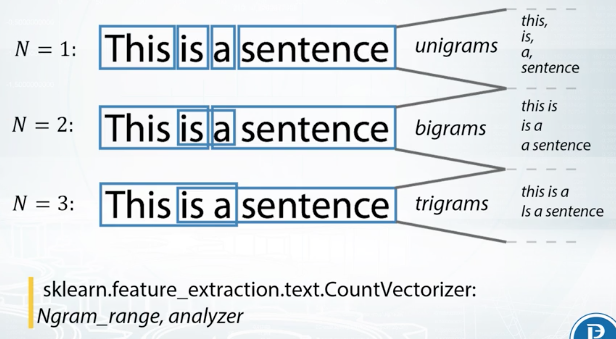 N = 1:
This is a sentence
unigrams
this,
is,
a,
sentence
N = 2:
This is a sentence
bigrams
this is
is a
a sentence
N = 3:
This is a sentence
trigrams
this is a
Is a sentence
sklearn.feature_extraction.text.CountVectorizer:
Ngram_range, analyzer